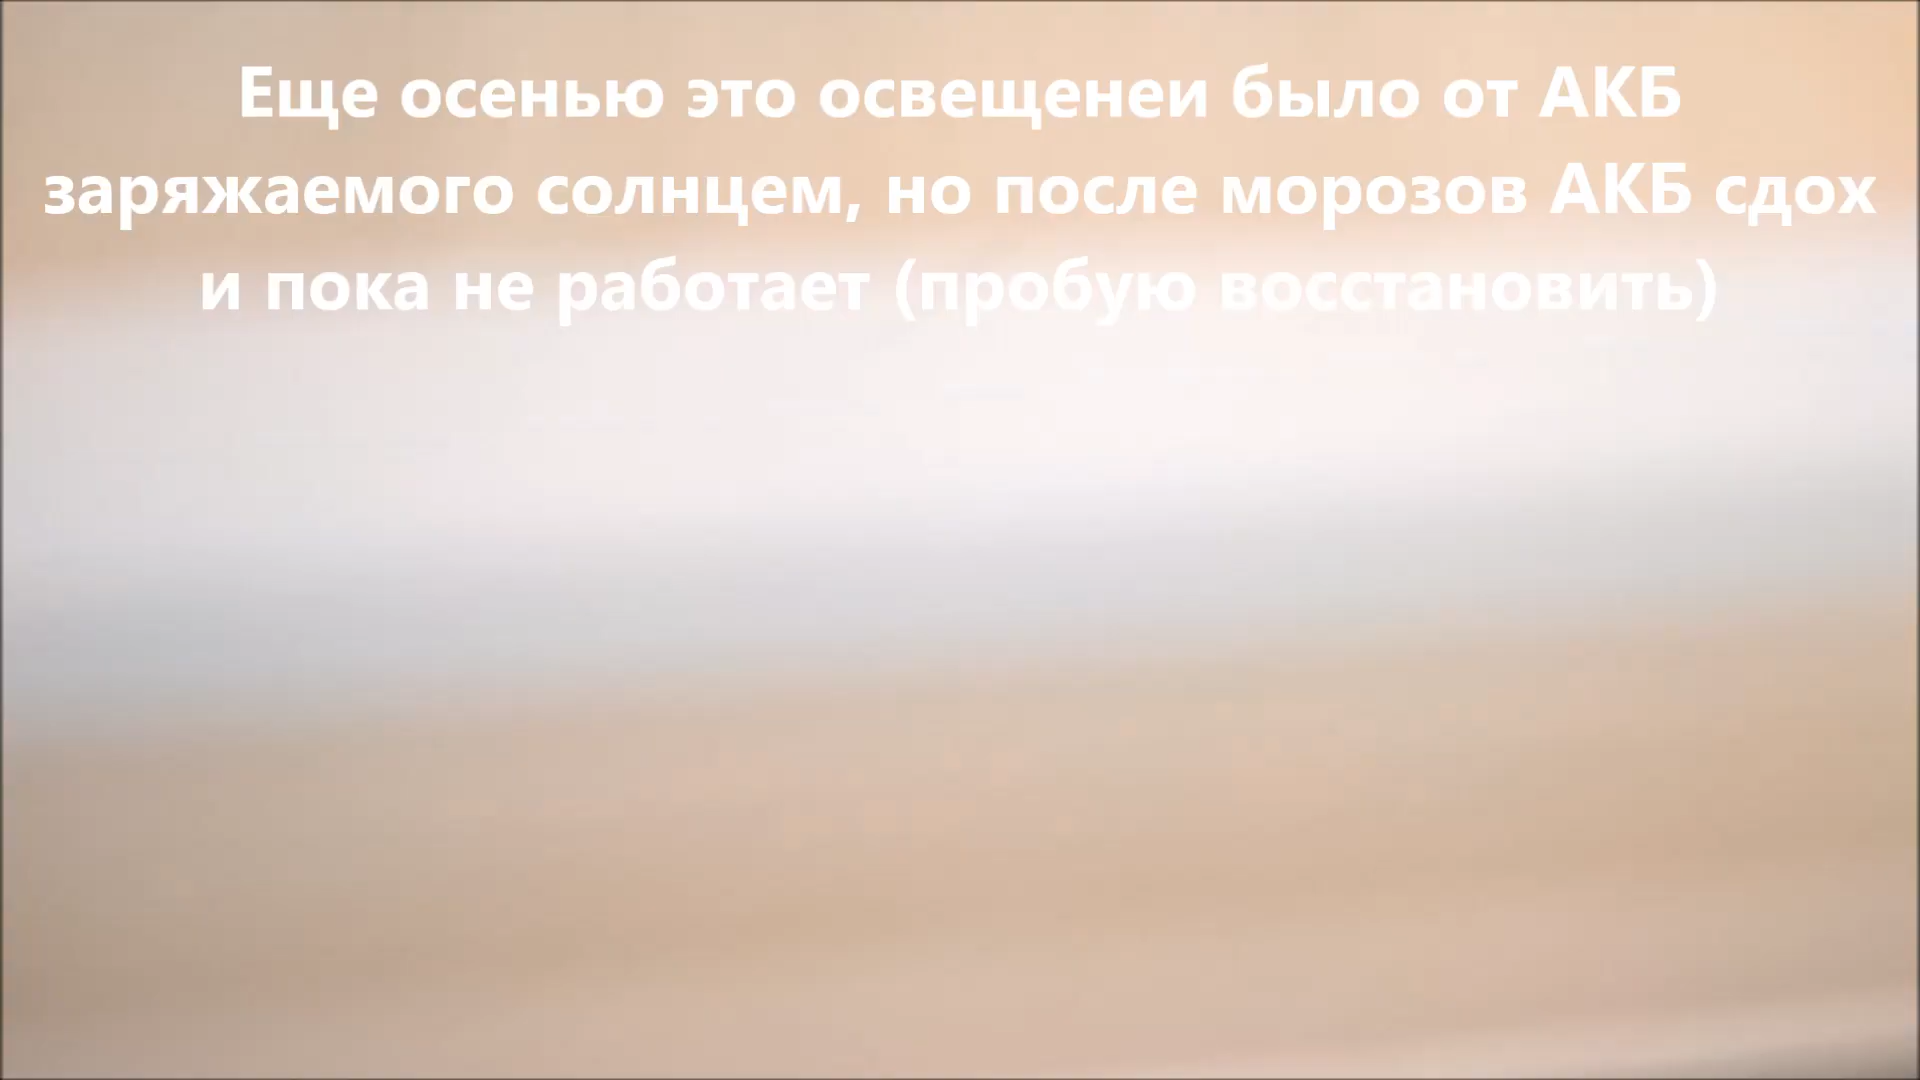 Еще осенью это освещенеи было от АКБ
заряжаемого солнцем, но после морозов АКБ сдох
и пока не работает (пробую восстановить)